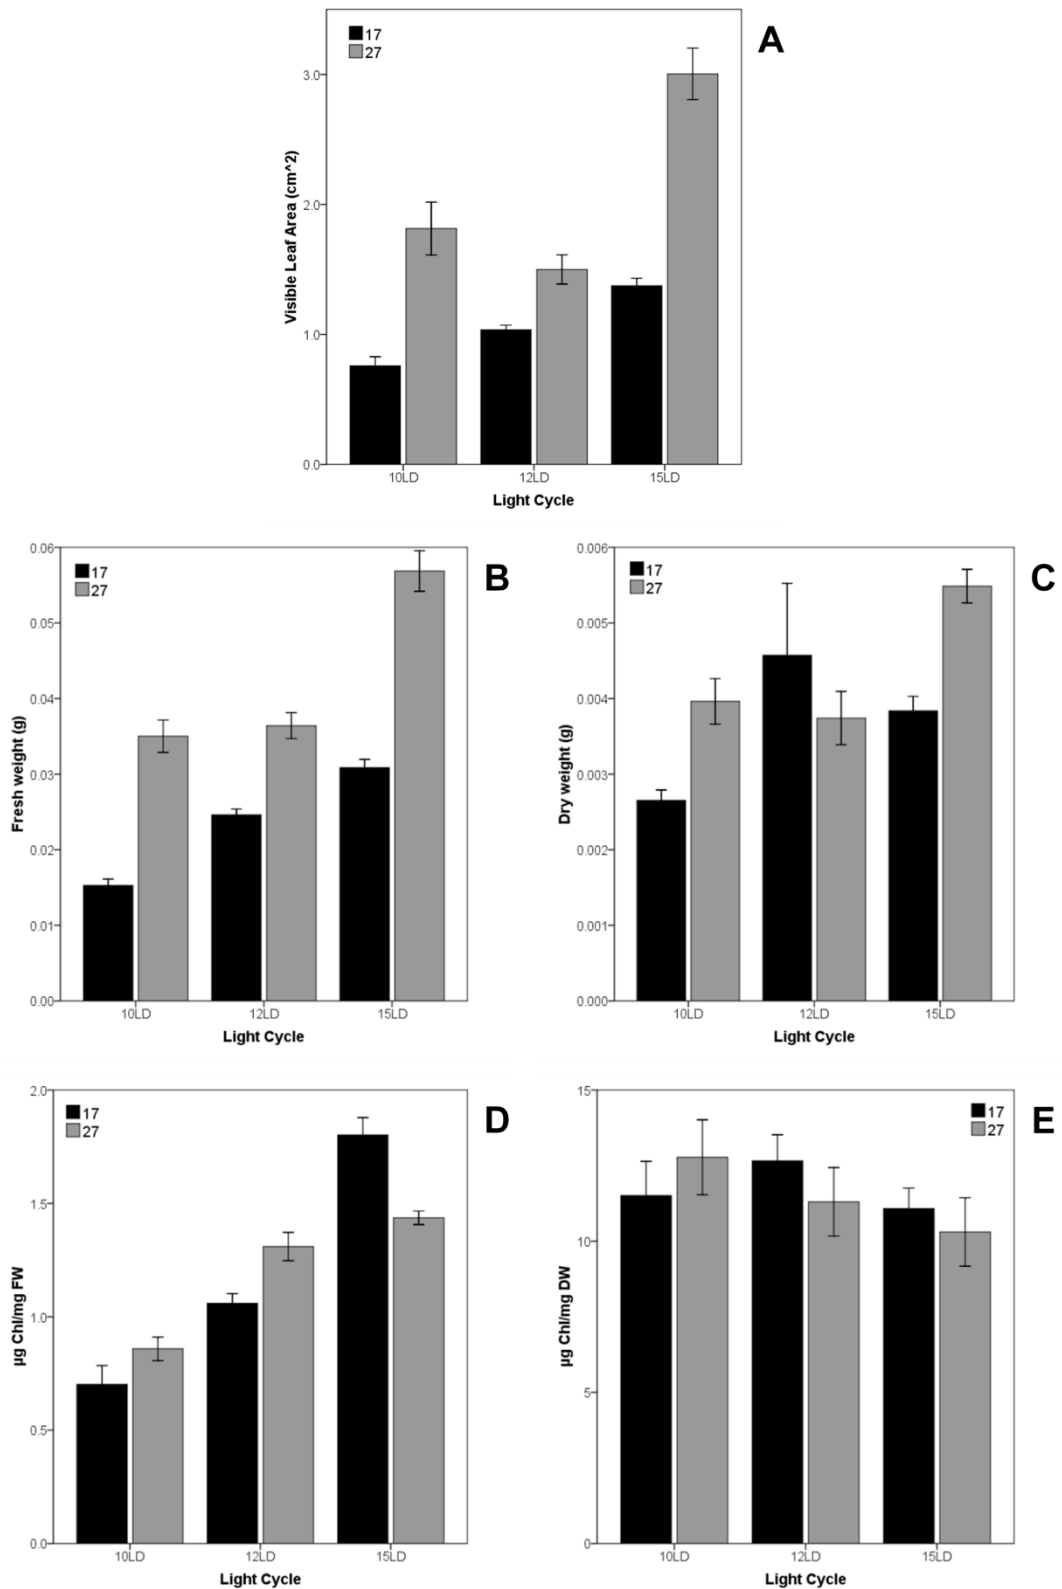 A
17
27
Visible Leaf Area (cm^2)
3.0
2.0
1.0
0.0
10LD 12LD 15LD
Light Cycle
B
17
27
Fresh weight (g)
0.06
0.05
0.04
0.03
0.02
0.01
0.00
10LD 12LD 15LD
Light Cycle
C
17
27
Dry weight (g)
0.006
0.005
0.004
0.003
0.002
0.001
0.000
10LD 12LD 15LD
Light Cycle
D
17
27
µg Chl/mg FW
2.0
1.5
1.0
0.5
0.0
10LD 12LD 15LD
Light Cycle
E
17
27
µg Chl/mg DW
15
10
5
0
10LD 12LD 15LD
Light Cycle